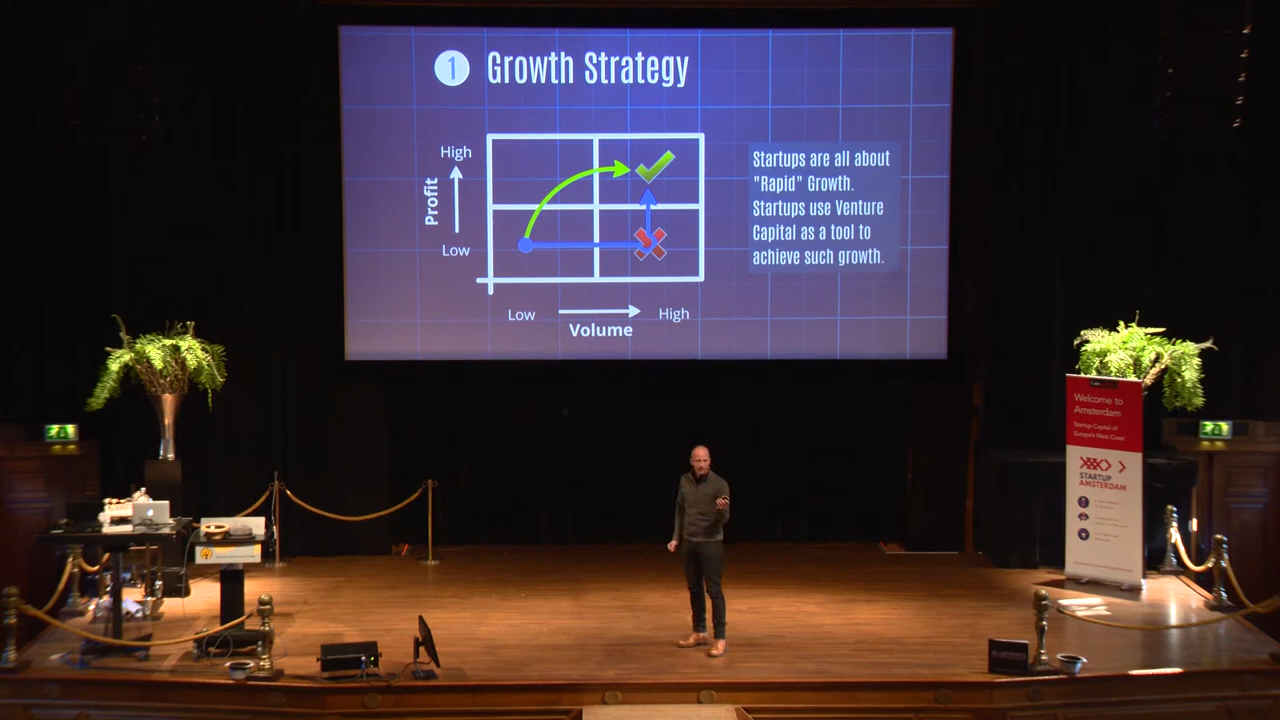 1 Growth Strategy
High
Profit
Low
Low
High
Volume
Startups are all about
"Rapid" Growth.
Startups use Venture
Capital as a tool to
achieve such growth.
Welcome to
Amsterdam
Startup Capital of
Europe's West Coast
STARTUP
AMSTERDAM